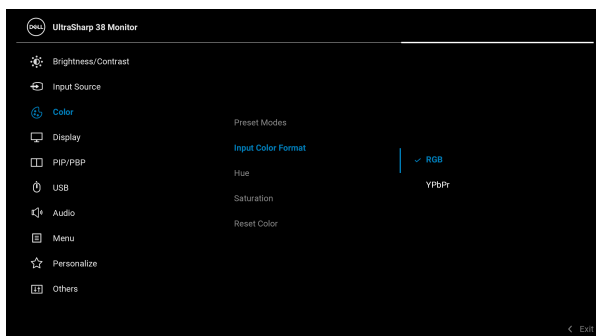 DELL UltraSharp 38 Monitor
Brightness/Contrast
Input Source
Color
Display
PIP/PBP
USB
Audio
Menu
Personalize
Others
Preset Modes
Input Color Format
Hue
Saturation
Reset Color
RGB
YPbPr
Exit